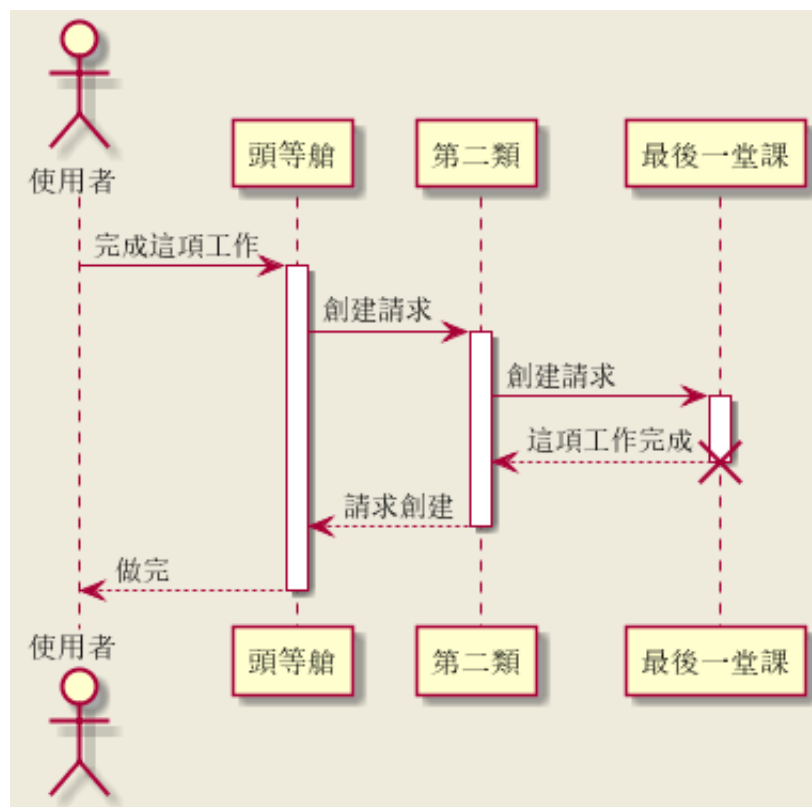 使用者
頭等艙
第二類
最後一堂課
完成這項工作
創建請求
創建請求
這項工作完成
請求創建
做完
使用者
頭等艙
第二類
最後一堂課